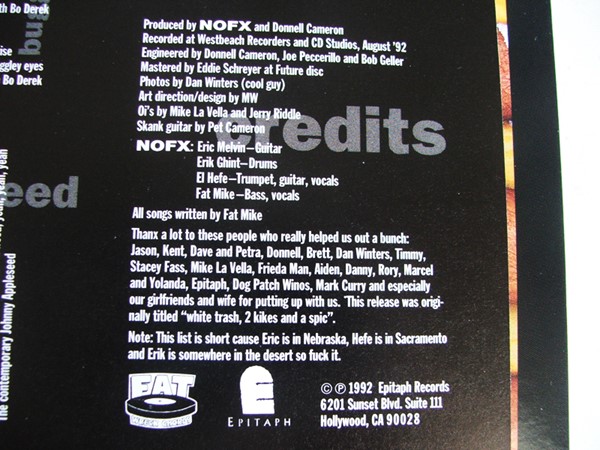 th Bo Derek
ise
ggley eyes
Bo Derek
eed
The contemporary Johnny Appleseed
credits
Produced by NOFX and Donnell Cameron
Recorded at Westbeach Recorders and CD Studios, August '92
Engineered by Donnell Cameron, Joe Peccerillo and Bob Geller
Mastered by Eddie Schreyer at Future disc
Photos by Dan Winters (cool guy)
Art direction/design by MW
Oi's by Mike La Vella and Jerry Riddle
Skank guitar by Pet Cameron
NOFX: Eric Melvin–Guitar
Erik Ghint–Drums
El Hefe–Trumpet, guitar, vocals
Fat Mike–Bass, vocals
All songs written by Fat Mike
Thanx a lot to these people who really helped us out a bunch:
Jason, Kent, Dave and Petra, Donnell, Brett, Dan Winters, Timmy,
Stacey Fass, Mike La Vella, Frieda Man, Aiden, Danny, Rory, Marcel
and Yolanda, Epitaph, Dog Patch Winos, Mark Curry and especially
our girlfriends and wife for putting up with us. This release was origi-
nally titled “white trash, 2 kikes and a spic”.
Note: This list is short cause Eric is in Nebraska, Hefe is in Sacramento
and Erik is somewhere in the desert so fuck it.
FAT
EPITAPH
© ℗ 1992 Epitaph Records
6201 Sunset Blvd. Suite 111
Hollywood, CA 90028